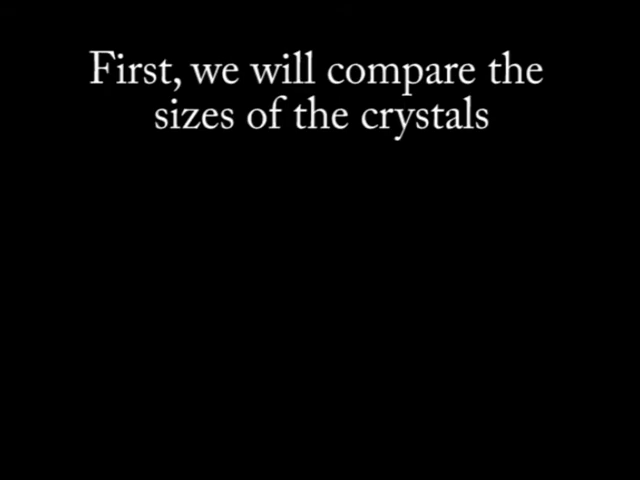 First, we will compare the
sizes of the crystals